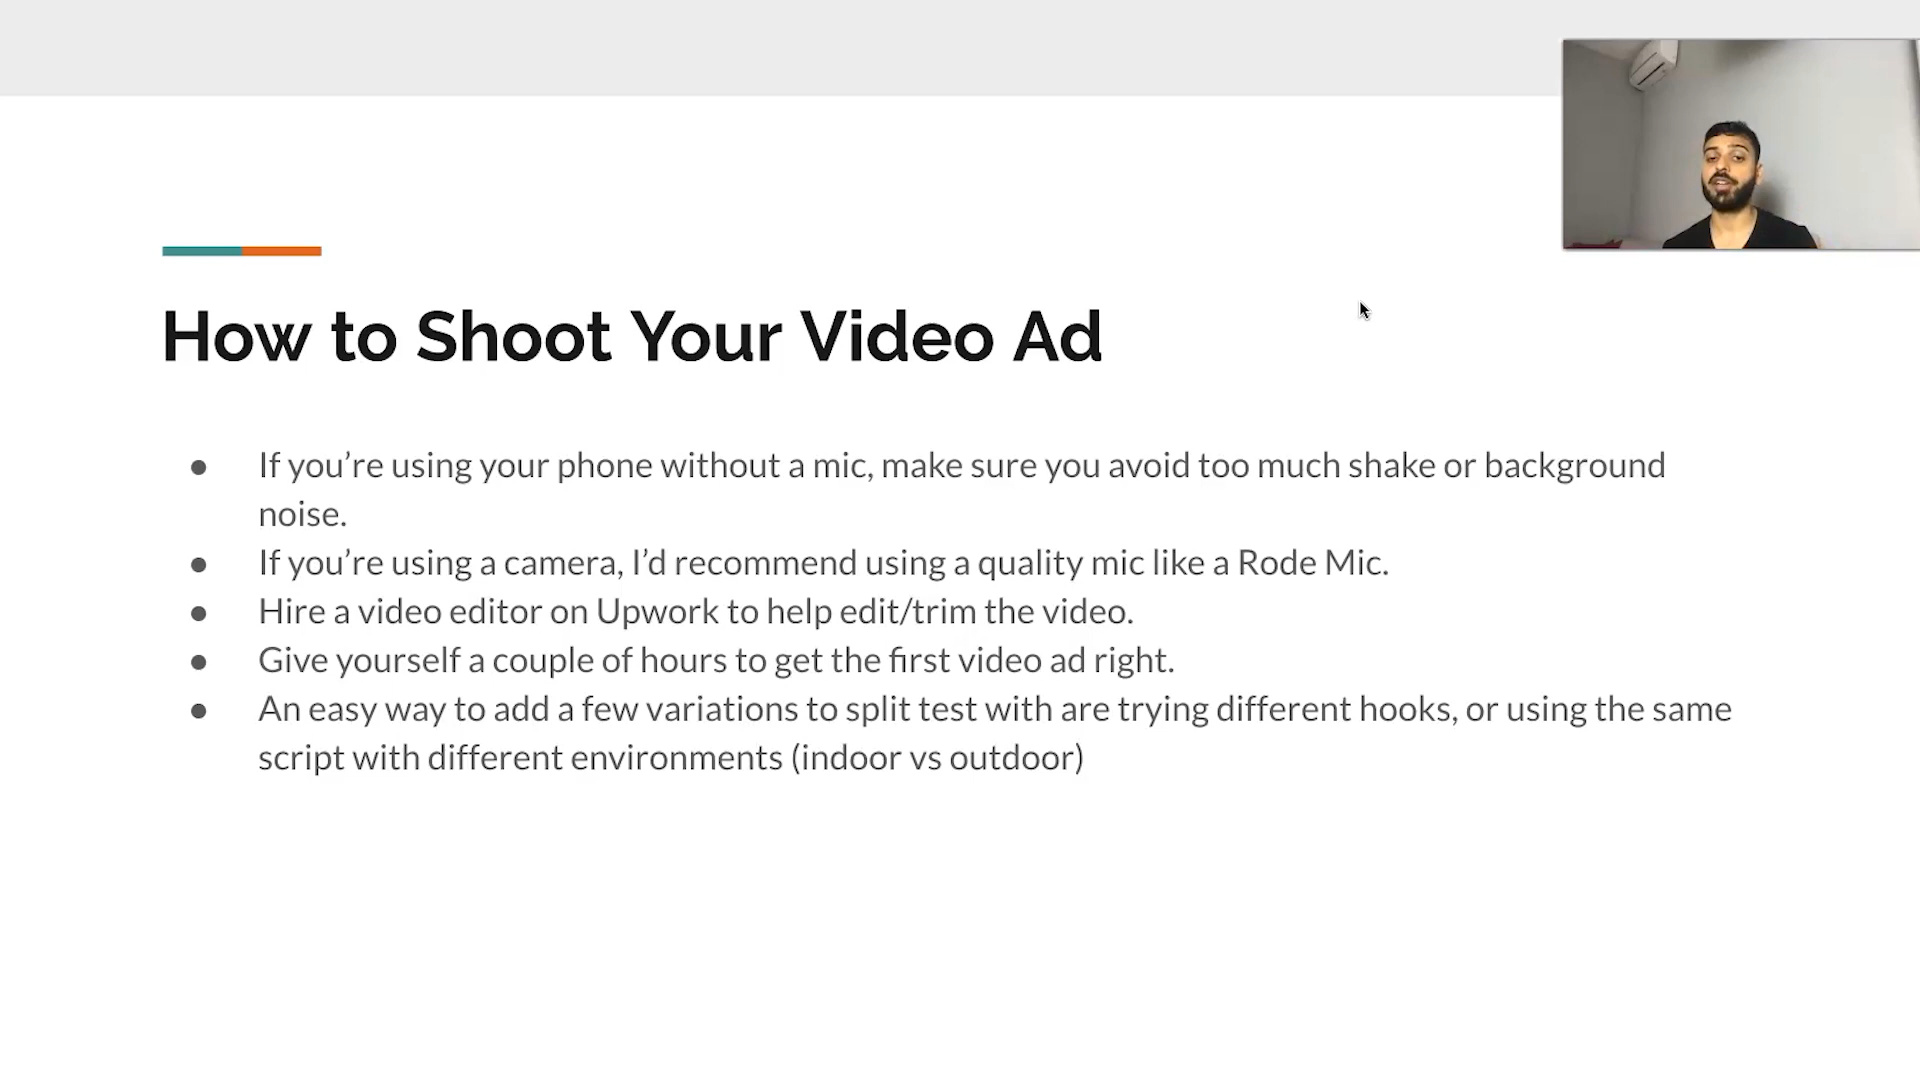 How to Shoot Your Video Ad
● If you’re using your phone without a mic, make sure you avoid too much shake or background
noise.
● If you’re using a camera, I’d recommend using a quality mic like a Rode Mic.
● Hire a video editor on Upwork to help edit/trim the video.
● Give yourself a couple of hours to get the first video ad right.
● An easy way to add a few variations to split test with are trying different hooks, or using the same
script with different environments (indoor vs outdoor)